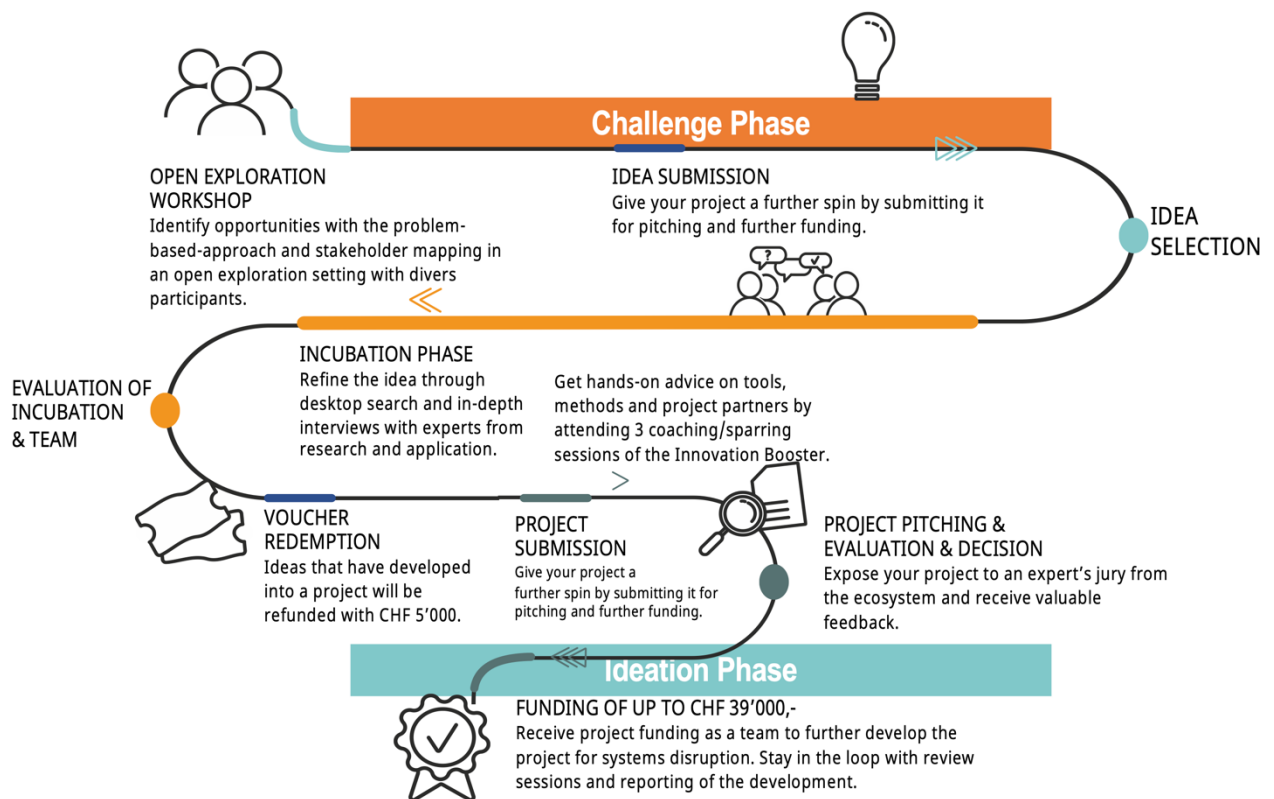 Challenge Phase
OPEN EXPLORATION
WORKSHOP
Identify opportunities with the problem-
based-approach and stakeholder mapping in
an open exploration setting with divers
participants.
IDEA SUBMISSION
Give your project a further spin by submitting it
for pitching and further funding.
IDEA
SELECTION
?
INCUBATION PHASE
Refine the idea through
desktop search and in-depth
interviews with experts from
research and application.
Get hands-on advice on tools,
methods and project partners by
attending 3 coaching/sparring
sessions of the Innovation Booster.
EVALUATION OF
INCUBATION
& TEAM
VOUCHER
REDEMPTION
Ideas that have developed
into a project will be
refunded with CHF 5’000.
PROJECT
SUBMISSION
Give your project a
further spin by submitting it for
pitching and further funding.
PROJECT PITCHING &
EVALUATION & DECISION
Expose your project to an expert’s jury from
the ecosystem and receive valuable
feedback.
Ideation Phase
FUNDING OF UP TO CHF 39’000,-
Receive project funding as a team to further develop the
project for systems disruption. Stay in the loop with review
sessions and reporting of the development.